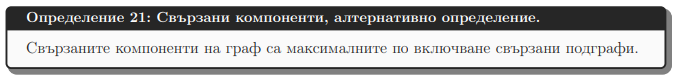 Определение 21: Свързани компоненти, алтернативно определение.
Свързаните компоненти на граф са максималните по включване свързани подграфи.